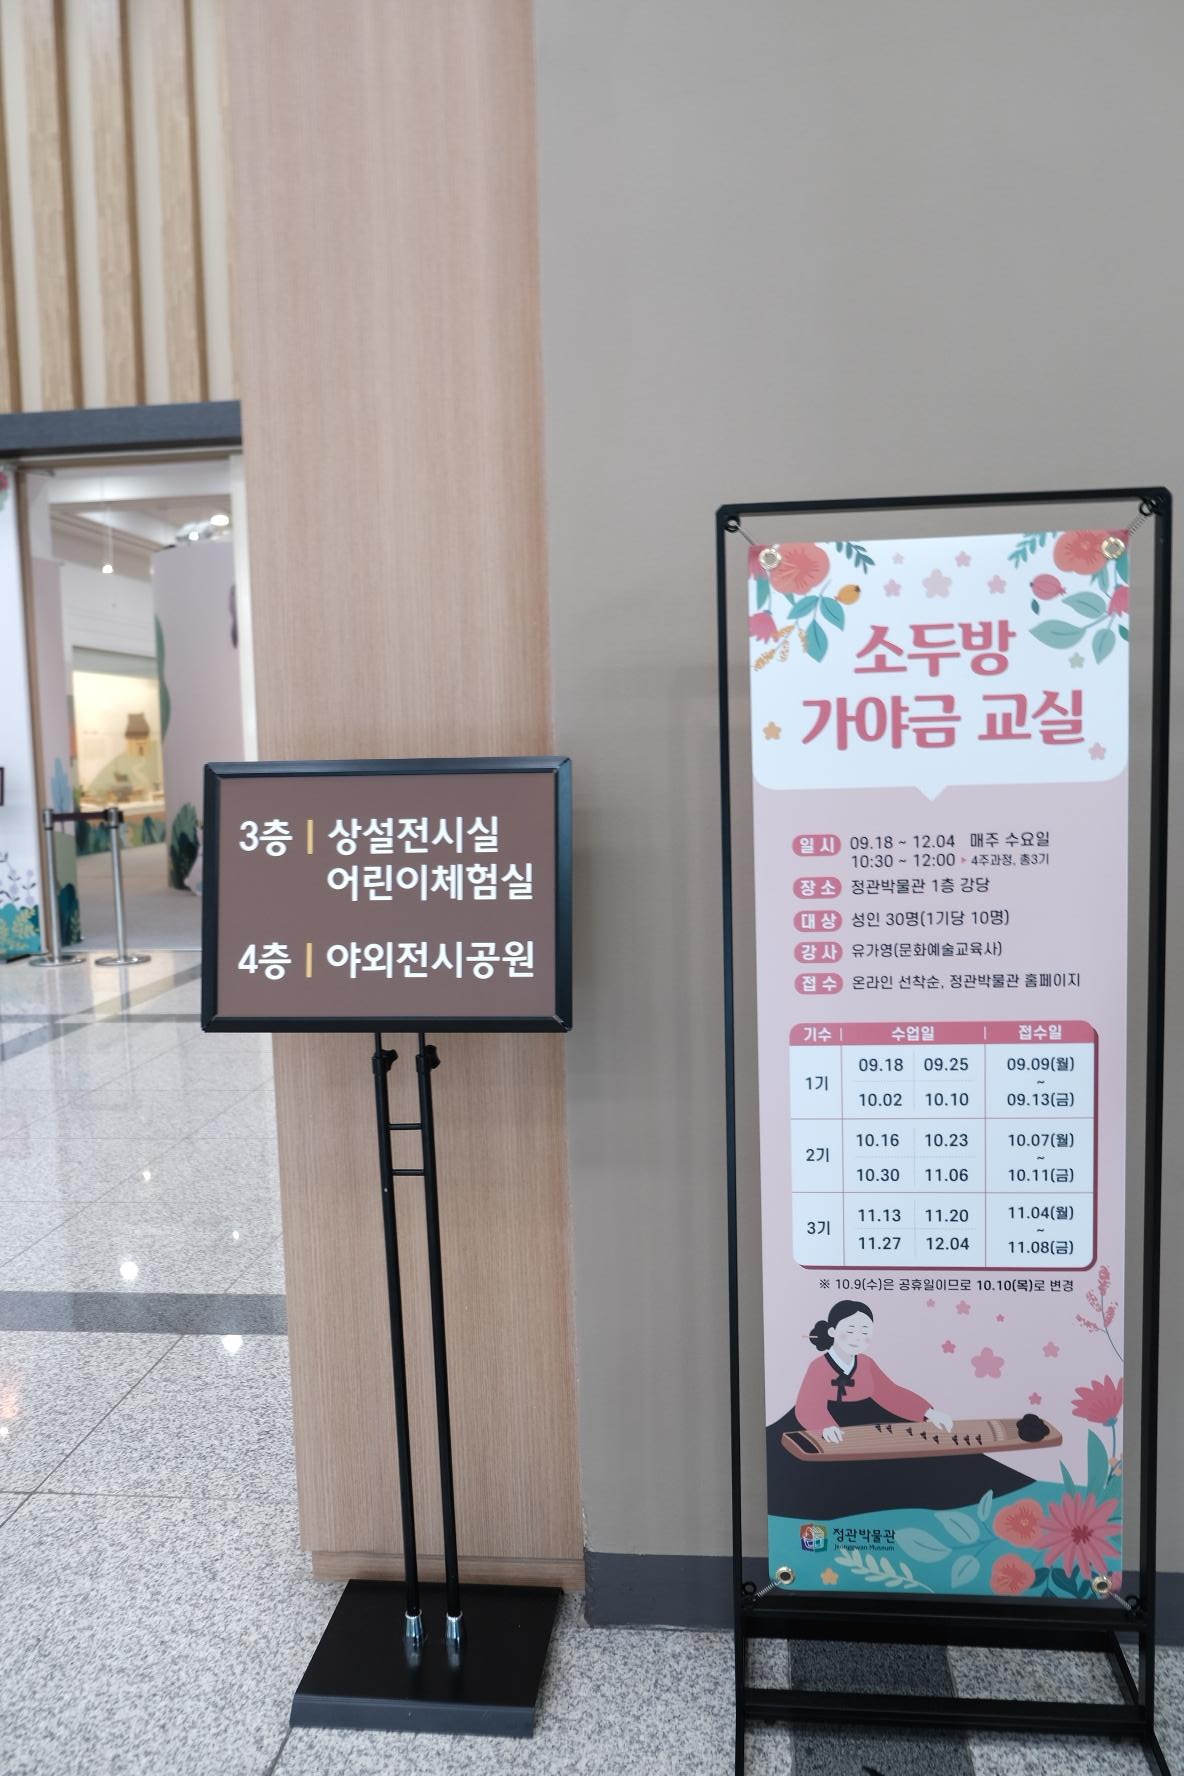 3층 | 상설전시실
어린이체험실
4층 | 야외전시공원
소두방
가야금 교실
일시 09.18 ~ 12.04 매주 수요일
10:30 ~ 12:00 ▶ 4주과정, 총3기
장소 정관박물관 1층 강당
대상 성인 30명(1기당 10명)
강사 유가영(문화예술교육사)
접수 온라인 선착순, 정관박물관 홈페이지
기수 | 수업일 | 접수일
1기 09.18 09.25 09.09(월)
~
10.02 10.10 09.13(금)
2기 10.16 10.23 10.07(월)
~
10.30 11.06 10.11(금)
3기 11.13 11.20 11.04(월)
~
11.27 12.04 11.08(금)
※ 10.9(수)은 공휴일이므로 10.10(목)로 변경
정관박물관
Jeonggwan Museum